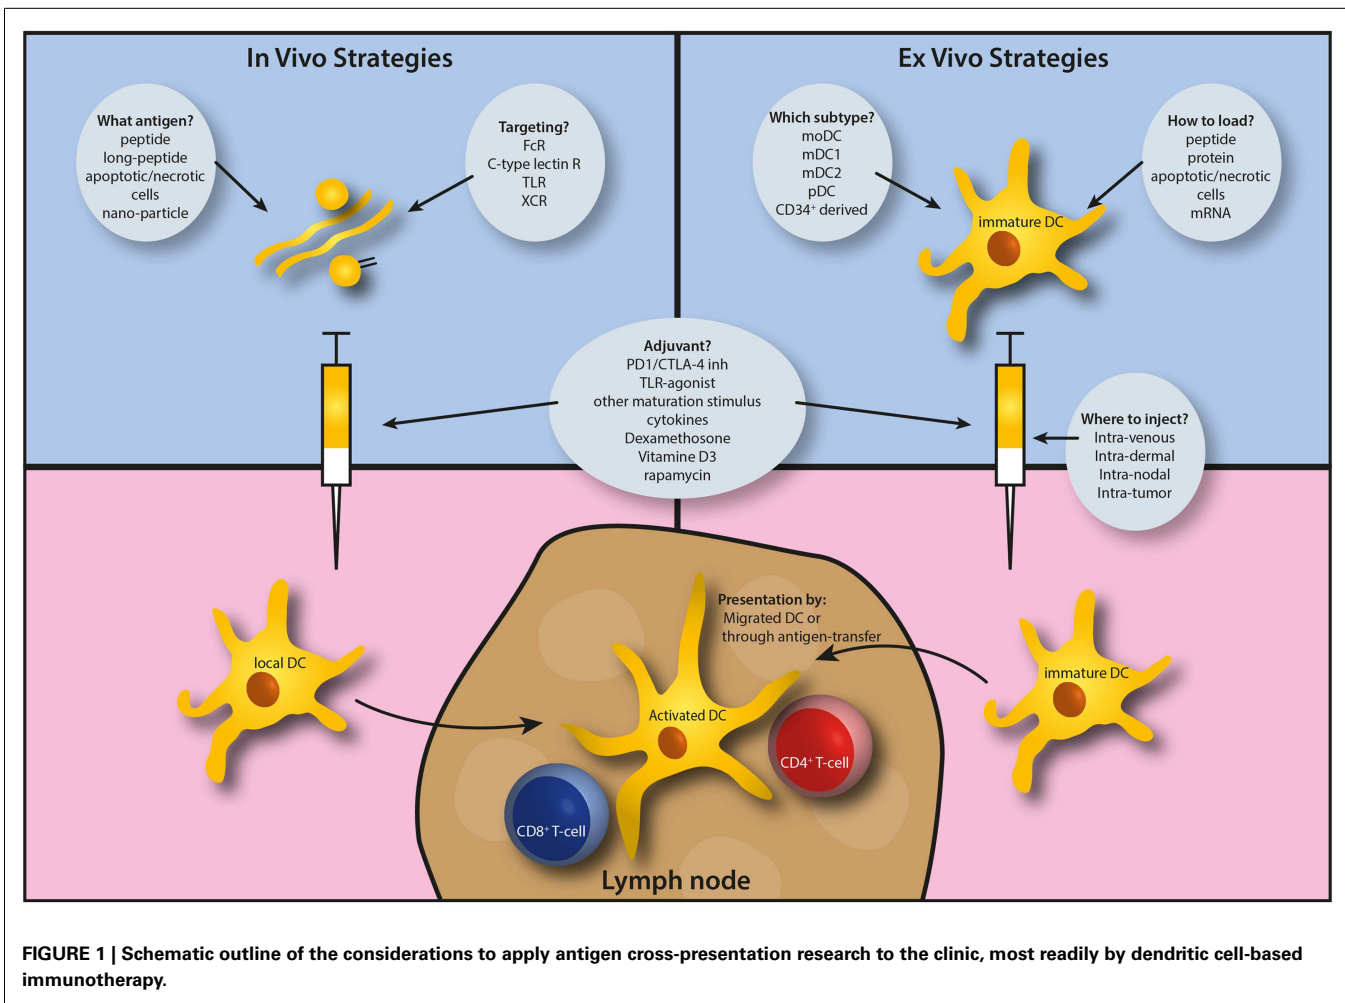 In Vivo Strategies
What antigen?
peptide
long-peptide
apoptotic/necrotic
cells
nano-particle
Targeting?
FcR
C-type lectin R
TLR
XCR
Ex Vivo Strategies
Which subtype?
moDC
mDC1
mDC2
pDC
CD34⁺ derived
How to load?
peptide
protein
apoptotic/necrotic
cells
mRNA
immature DC
Adjuvant?
PD1/CTLA-4 inh
TLR-agonist
other maturation stimulus
cytokines
Dexamethosone
Vitamine D3
rapamycin
Where to inject?
Intra-venous
Intra-dermal
Intra-nodal
Intra-tumor
Presentation by:
Migrated DC or
through antigen-transfer
local DC
immature DC
Activated DC
CD4⁺ T-cell
CD8⁺ T-cell
Lymph node
FIGURE 1 | Schematic outline of the considerations to apply antigen cross-presentation research to the clinic, most readily by dendritic cell-based
immunotherapy.